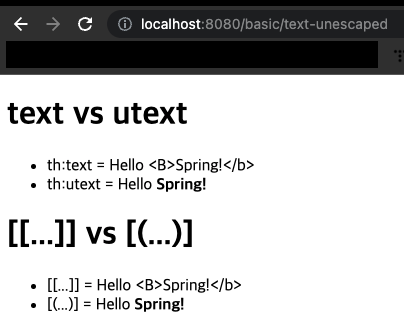 localhost:8080/basic/text-unescaped
text vs utext
• th:text = Hello <B>Spring!</b>
• th:utext = Hello Spring!
[[...]] vs [(...)]
• [[...]] = Hello <B>Spring!</b>
• [(...)] = Hello Spring!